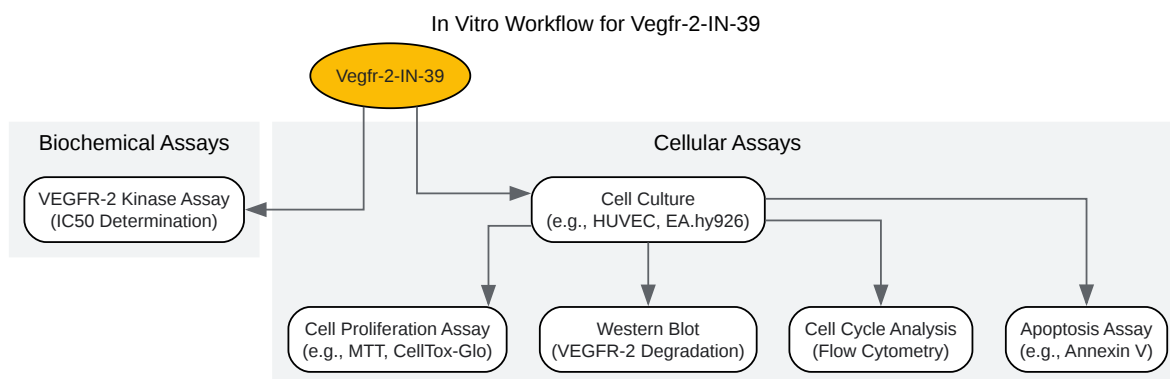 In Vitro Workflow for Vegfr-2-IN-39
Vegfr-2-IN-39
Biochemical Assays
Cellular Assays
VEGFR-2 Kinase Assay
(IC50 Determination)
Cell Culture
(e.g., HUVEC, EA.hy926)
Cell Proliferation Assay
(e.g., MTT, CellTox-Glo)
Western Blot
(VEGFR-2 Degradation)
Cell Cycle Analysis
(Flow Cytometry)
Apoptosis Assay
(e.g., Annexin V)